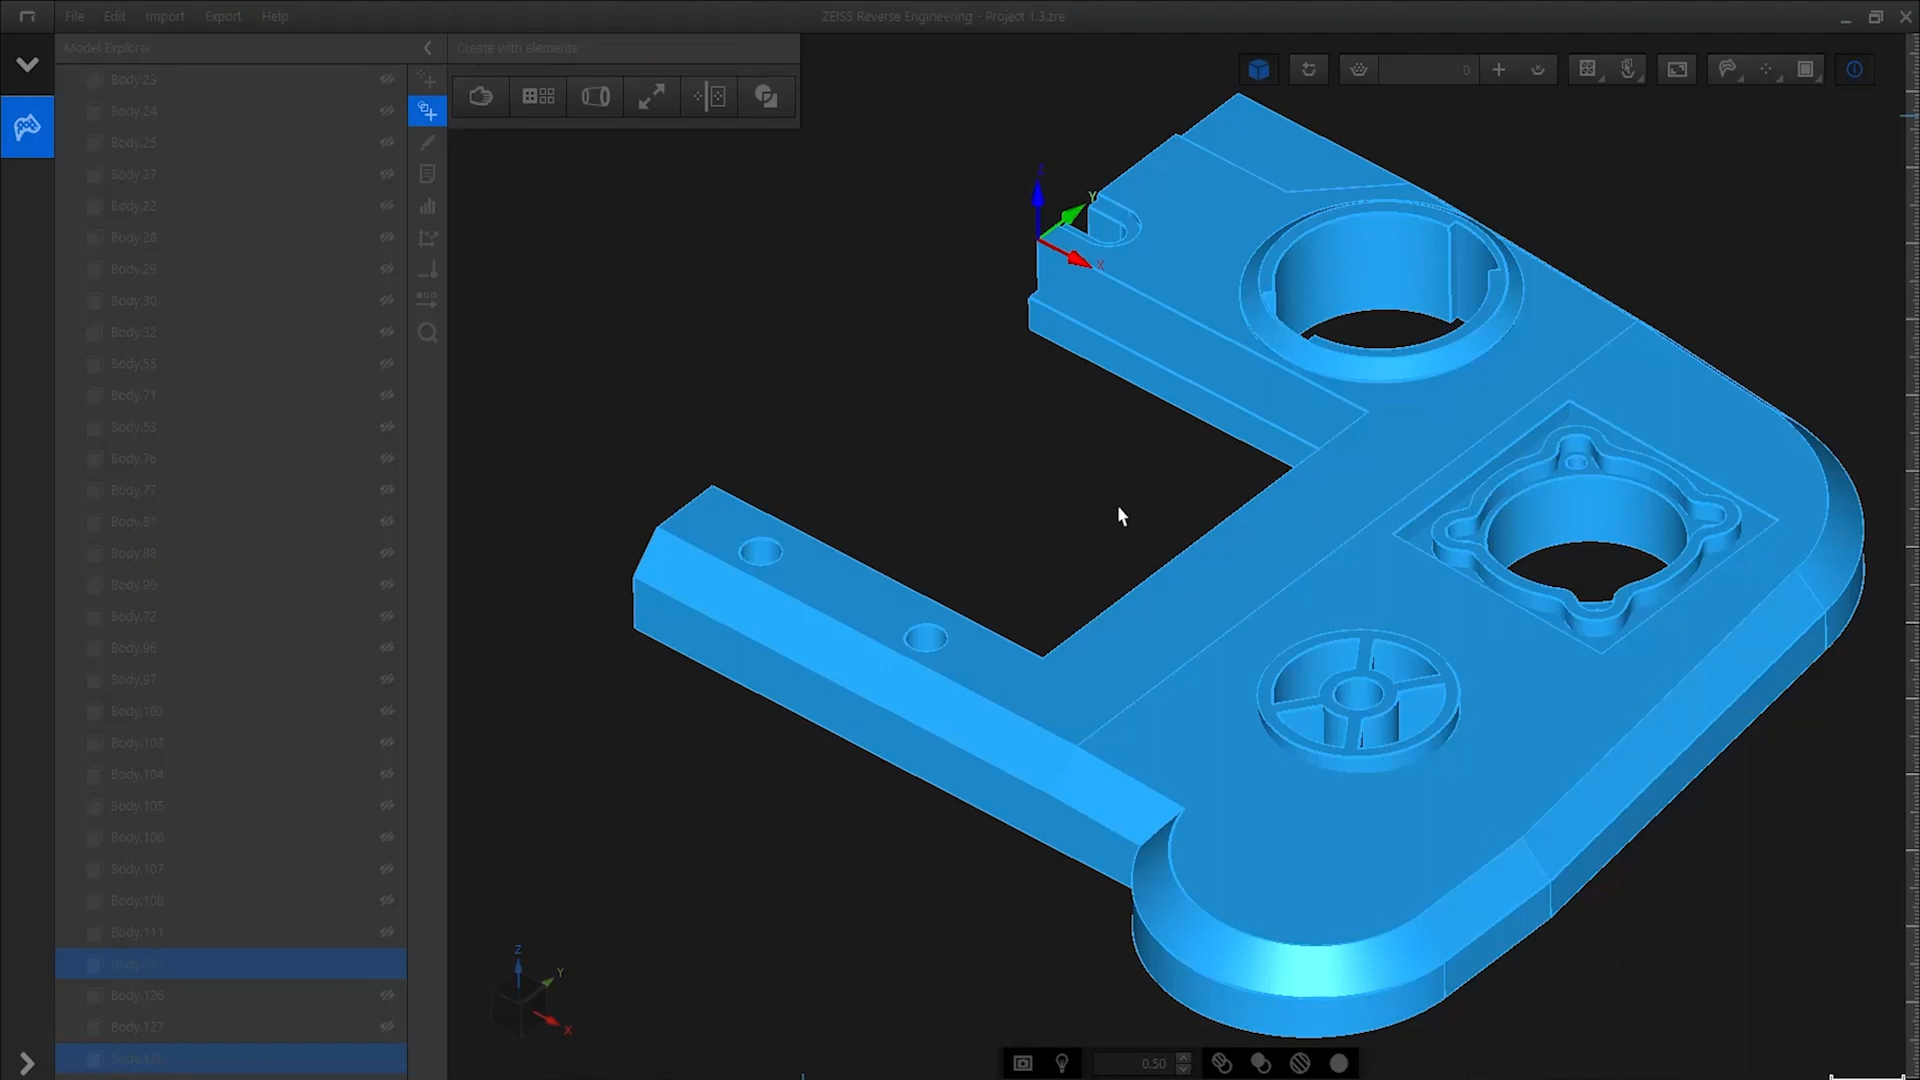 File Edit Import Export Help
ZEISS Reverse Engineering - Project 1.3.zre
Model Explorer
Create with elements
0
Body.23
Body.24
Body.25
Body.27
Body.22
Body.28
Body.29
Body.30
Body.32
Body.55
Body.71
Body.53
Body.76
Body.77
Body.81
Body.88
Body.90
Body.72
Body.96
Body.97
Body.102
Body.103
Body.104
Body.105
Body.106
Body.107
Body.108
Body.111
Body.126
Body.127
Z
Y
X
Z
Y
X
0.50